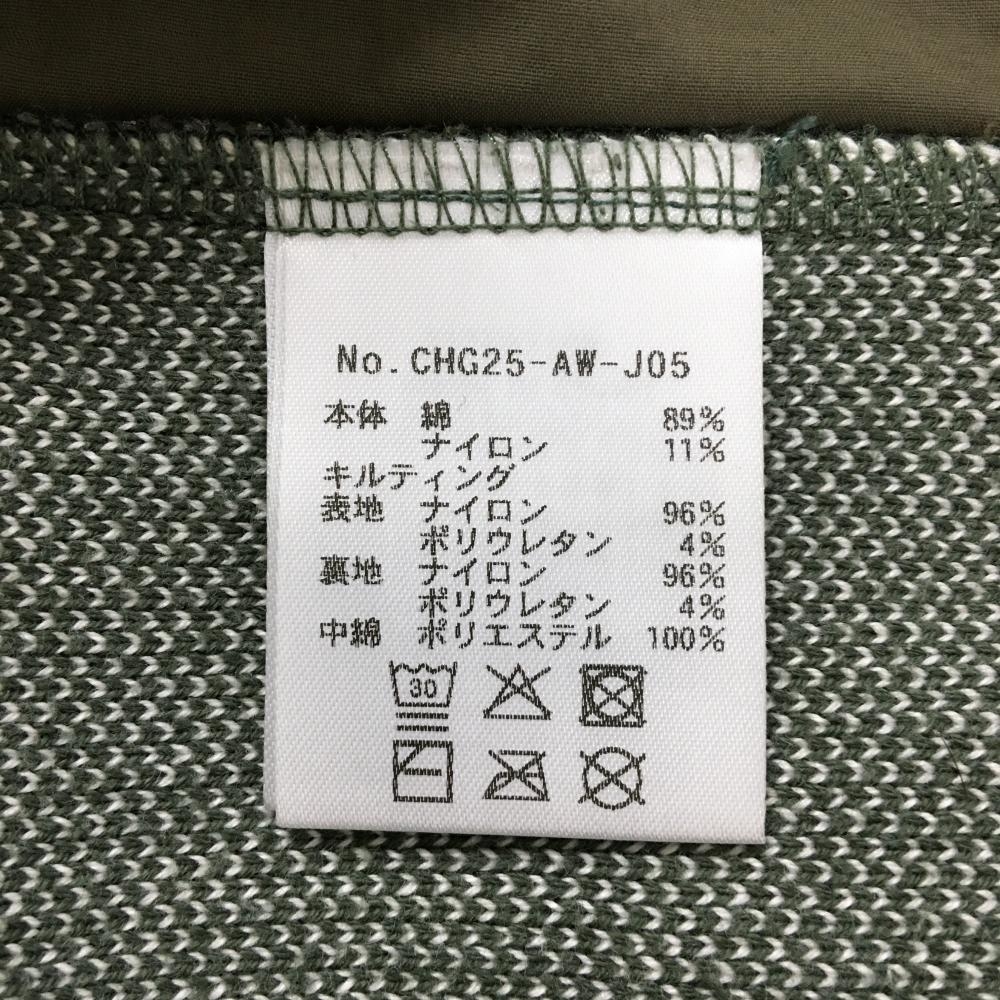 No.CHG25-AW-J05
本体 綿 89%
ナイロン 11%
キルティング
表地 ナイロン 96%
ポリウレタン 4%
裏地 ナイロン 96%
ポリウレタン 4%
中綿 ポリエステル 100%
30